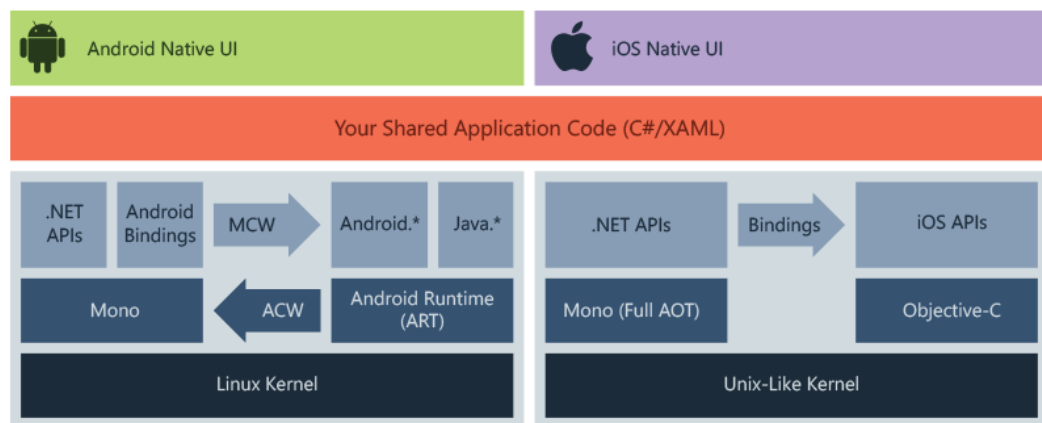 Android Native UI
iOS Native UI
Your Shared Application Code (C#/XAML)
.NET
APIs
Android
Bindings
MCW
Android.*
Java.*
.NET APIs
Bindings
iOS APIs
Mono
ACW
Android Runtime
(ART)
Mono (Full AOT)
Objective-C
Linux Kernel
Unix-Like Kernel